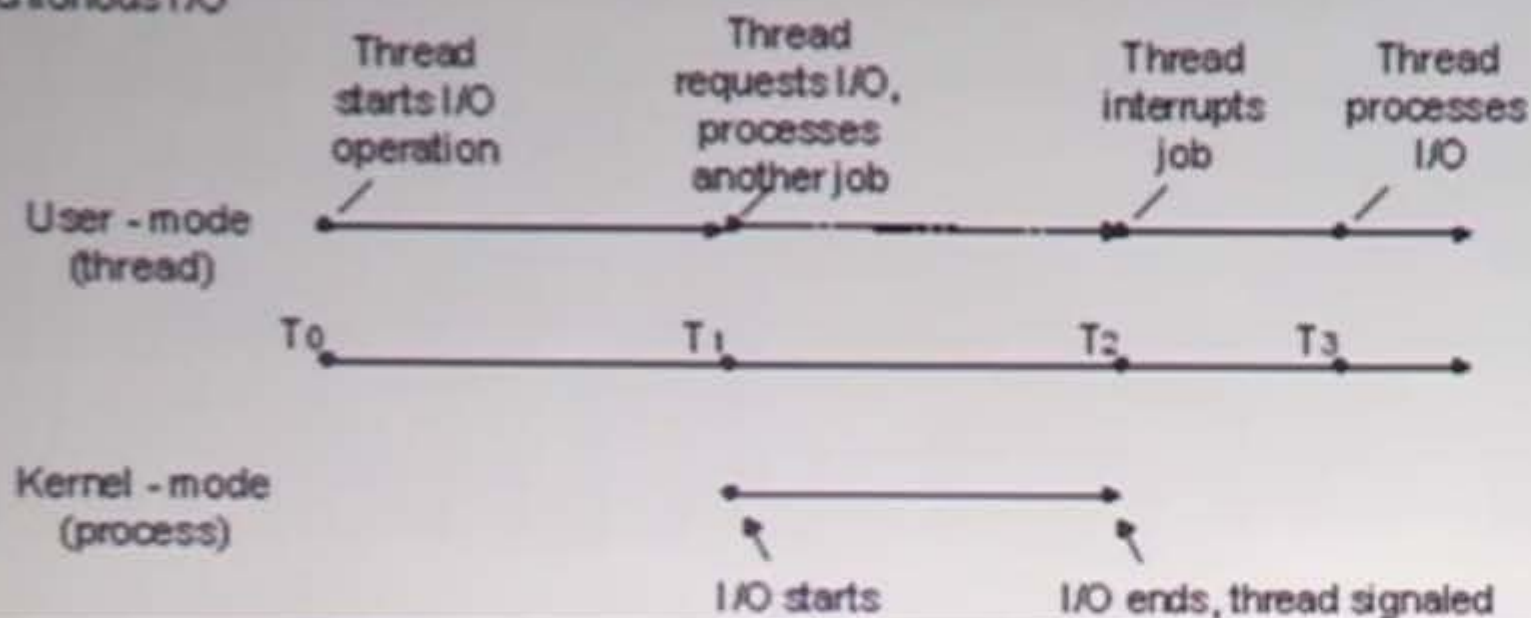 Thread
starts I/O
operation
Thread
requests I/O,
processes
another job
Thread
interrupts
job
Thread
processes
I/O
User - mode
(thread)
T0
T1
T2
T3
Kernel - mode
(process)
I/O starts
I/O ends, thread signaled